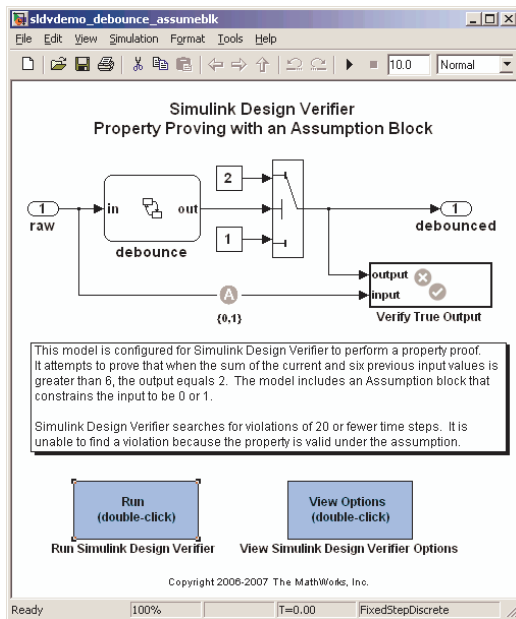 sldvdemo_debounce_assumeblk
File Edit View Simulation Format Tools Help
10.0 Normal
Simulink Design Verifier
Property Proving with an Assumption Block
2
1 in out 1
raw debounced
1
debounce
output
A input
{0,1} Verify True Output
This model is configured for Simulink Design Verifier to perform a property proof.
It attempts to prove that when the sum of the current and six previous input values is
greater than 6, the output equals 2. The model includes an Assumption block that
constrains the input to be 0 or 1.
Simulink Design Verifier searches for violations of 20 or fewer time steps. It is
unable to find a violation because the property is valid under the assumption.
Run View Options
(double-click) (double-click)
Run Simulink Design Verifier View Simulink Design Verifier Options
Copyright 2006-2007 The MathWorks, Inc.
Ready 100% T=0.00 FixedStepDiscrete